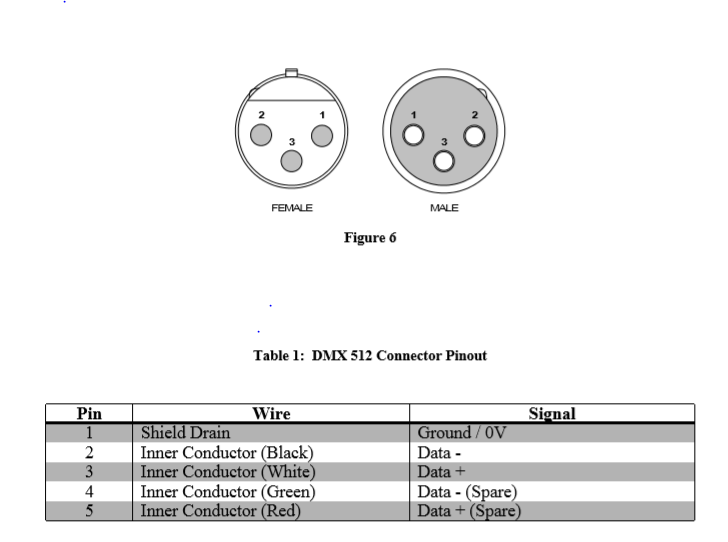 2 1
3
FEMALE
1 2
3
MALE
Figure 6
Table 1: DMX 512 Connector Pinout
Pin Wire Signal
1 Shield Drain Ground / 0V
2 Inner Conductor (Black) Data -
3 Inner Conductor (White) Data +
4 Inner Conductor (Green) Data - (Spare)
5 Inner Conductor (Red) Data + (Spare)